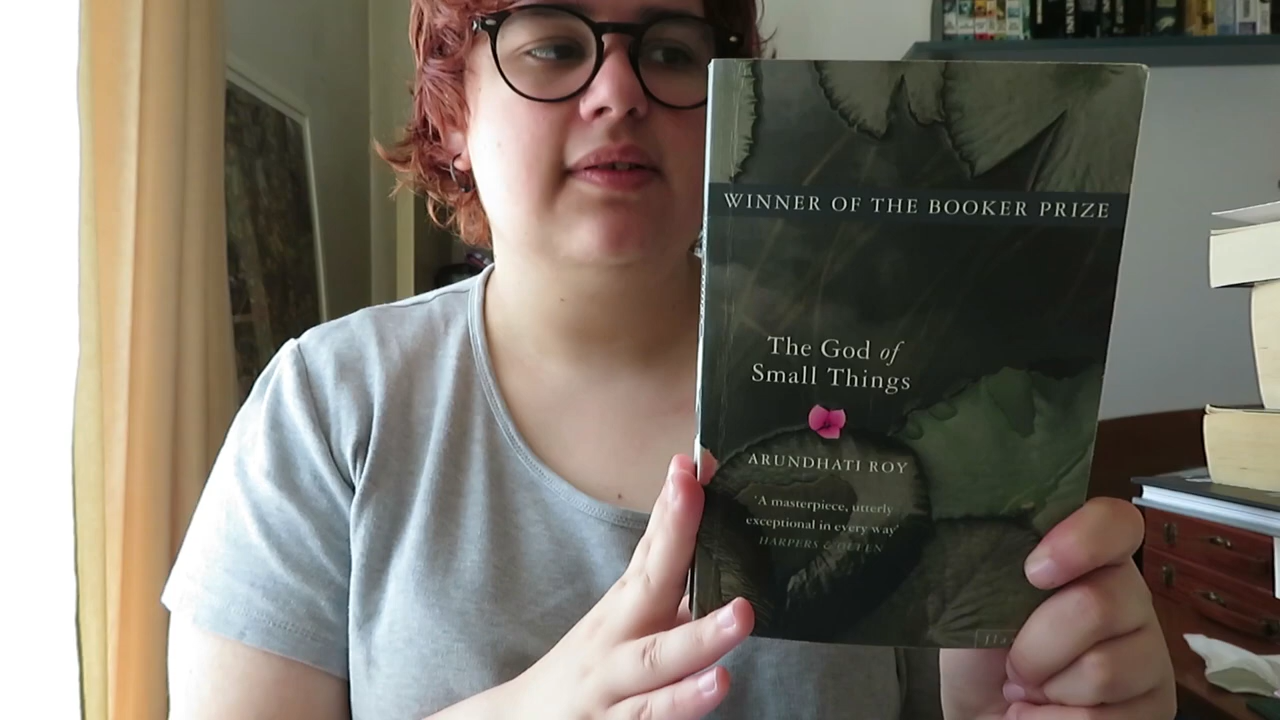 WINNER OF THE BOOKER PRIZE
The God of
Small Things
ARUNDHATI ROY
'A masterpiece, utterly
exceptional in every way'
HARPERS & QUEEN